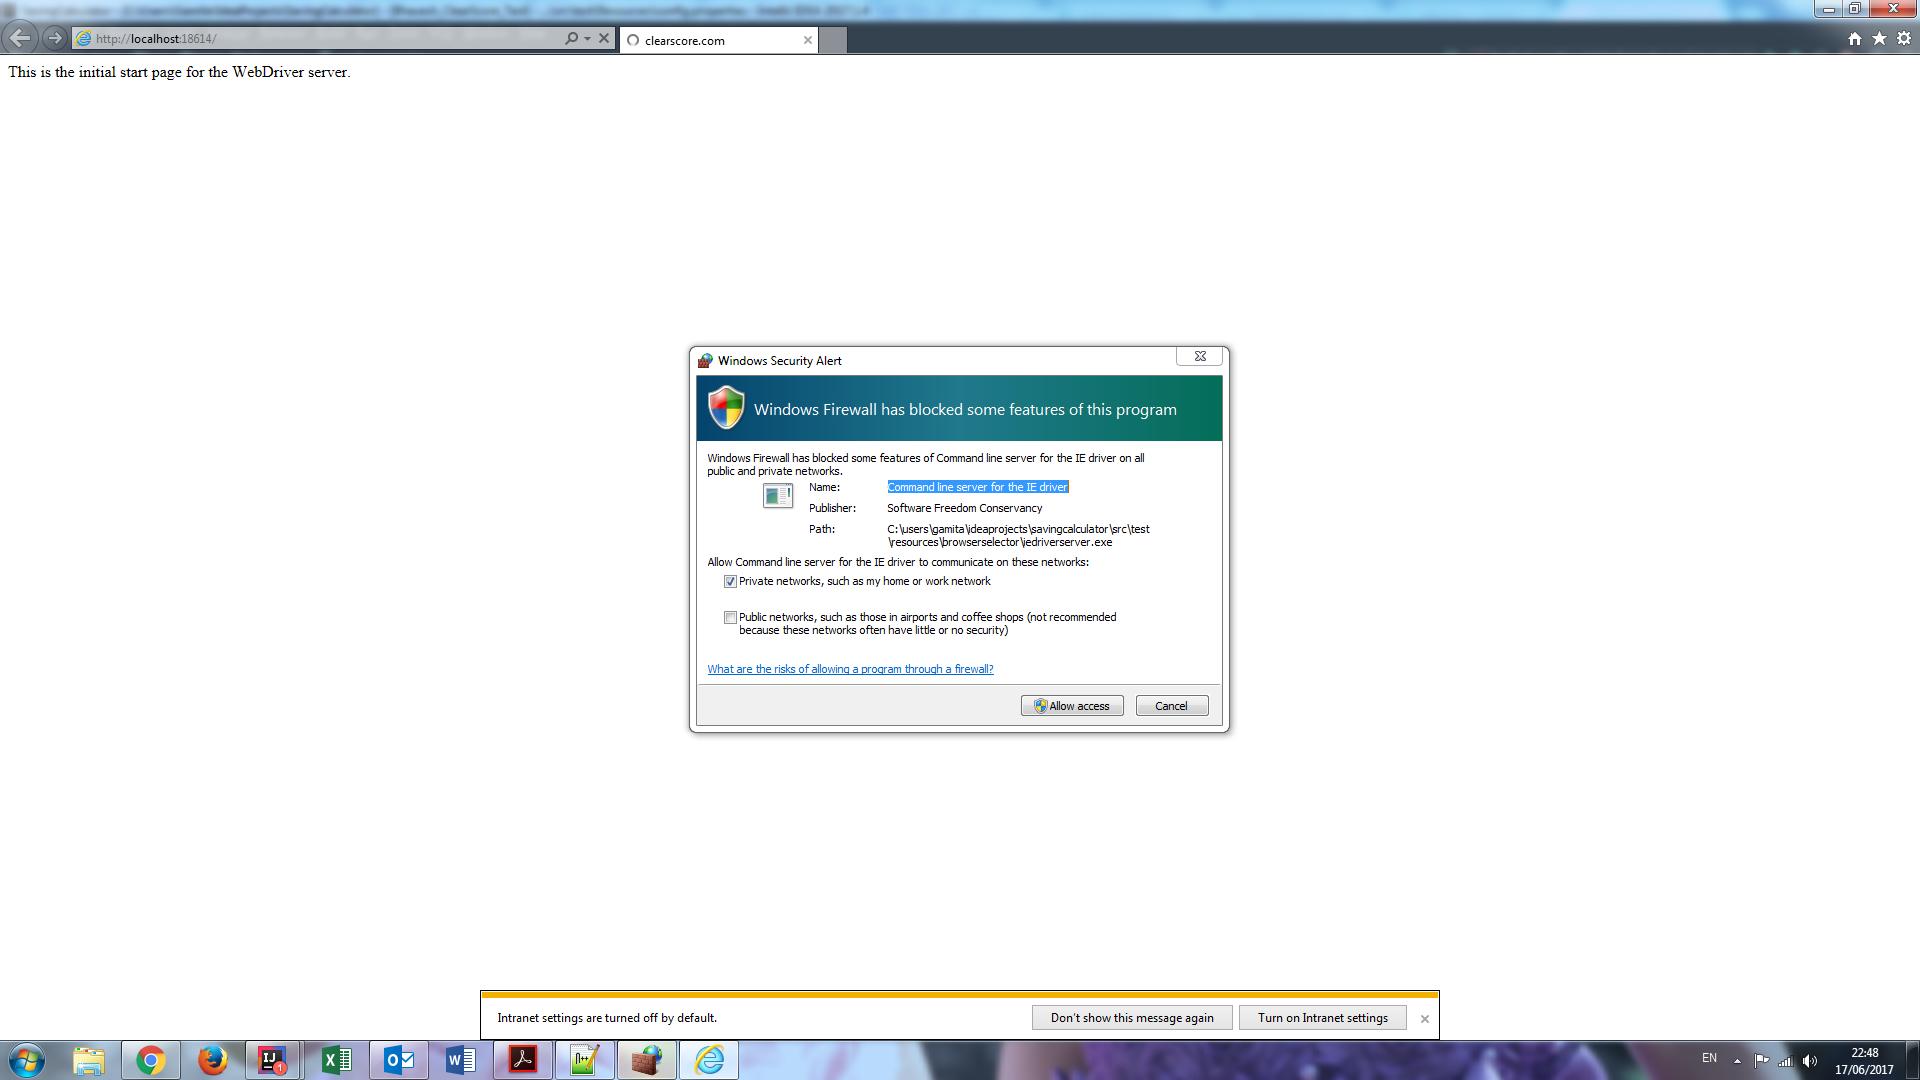 http://localhost:18614/
clearscore.com
This is the initial start page for the WebDriver server.
Windows Security Alert
Windows Firewall has blocked some features of this program
Windows Firewall has blocked some features of Command line server for the IE driver on all
public and private networks.
Name: Command line server for the IE driver
Publisher: Software Freedom Conservancy
Path: C:\users\gamita\ideaprojects\savingcalculator\src\test
\resources\browserselector\iedriverserver.exe
Allow Command line server for the IE driver to communicate on these networks:
Private networks, such as my home or work network
Public networks, such as those in airports and coffee shops (not recommended
because these networks often have little or no security)
What are the risks of allowing a program through a firewall?
Allow access Cancel
Intranet settings are turned off by default. Don't show this message again Turn on Intranet settings
EN 22:48
17/06/2017